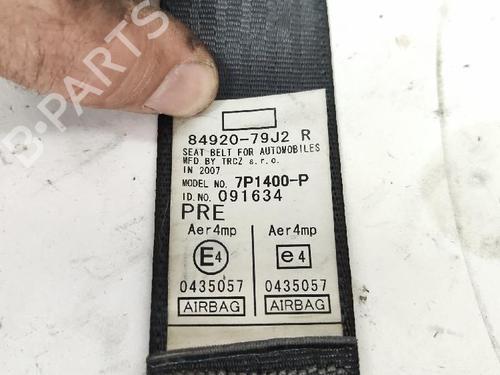 84920-79J2 R
SEAT BELT FOR AUTOMOBILES
MFD. BY TRCZ s.r.o.
IN 2007
MODEL NO. 7P1400-P
ID.NO. 091634
PRE
Aer4mp Aer4mp
E4 e4
0435057 0435057
AIRBAG AIRBAG
B-PARTS